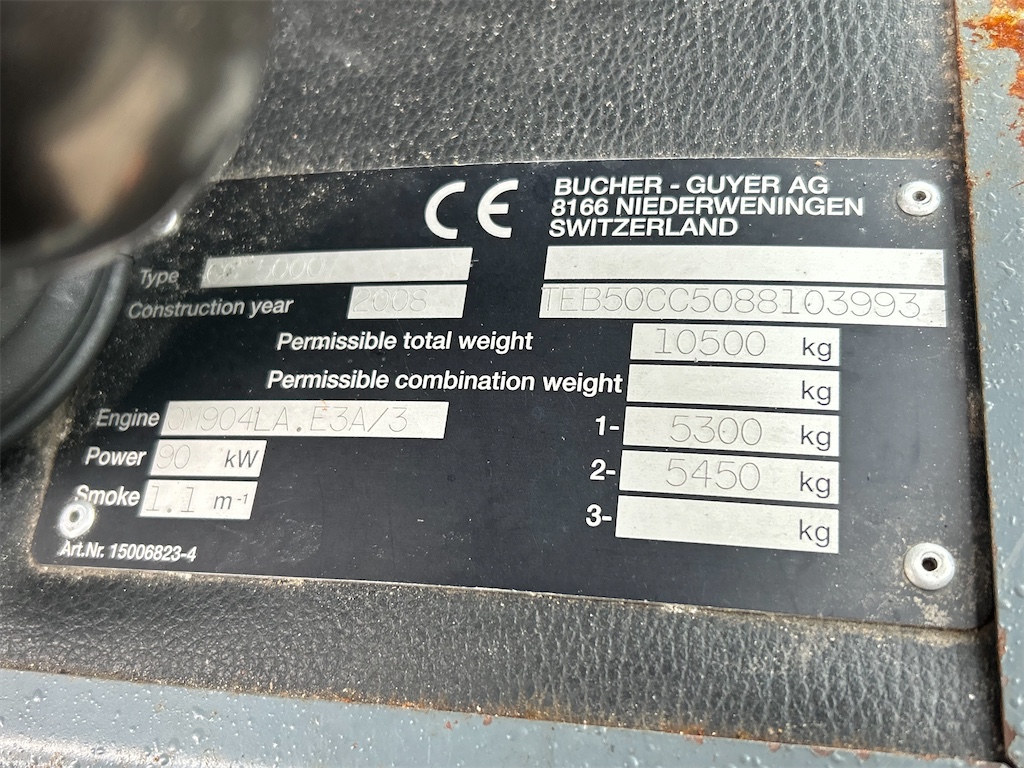 CE
BUCHER - GUYER AG
8166 NIEDERWENINGEN
SWITZERLAND
Type 5000
Construction year 2008
TEB50CC5088103993
Permissible total weight 10500 kg
Permissible combination weight kg
Engine OM904LA.E3A/3
1- 5300 kg
Power 90 kW
2- 5450 kg
Smoke 1.1 m-1
3- kg
Art.Nr. 15006823-4